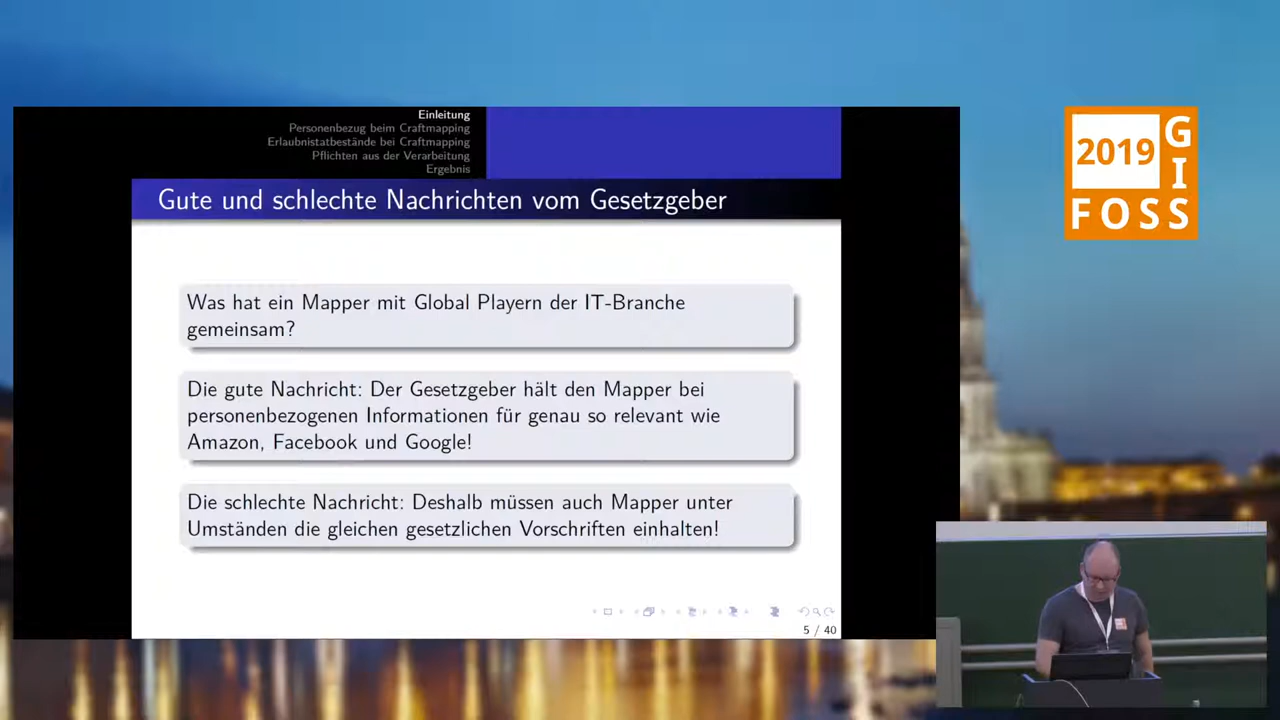 Einleitung
Personenbezug beim Craftmapping
Erlaubnistatbestände bei Craftmapping
Pflichten aus der Verarbeitung
Ergebnis
Gute und schlechte Nachrichten vom Gesetzgeber
Was hat ein Mapper mit Global Playern der IT-Branche
gemeinsam?
Die gute Nachricht: Der Gesetzgeber hält den Mapper bei
personenbezogenen Informationen für genau so relevant wie
Amazon, Facebook und Google!
Die schlechte Nachricht: Deshalb müssen auch Mapper unter
Umständen die gleichen gesetzlichen Vorschriften einhalten!
5 / 40
2019
GIS
FOSS